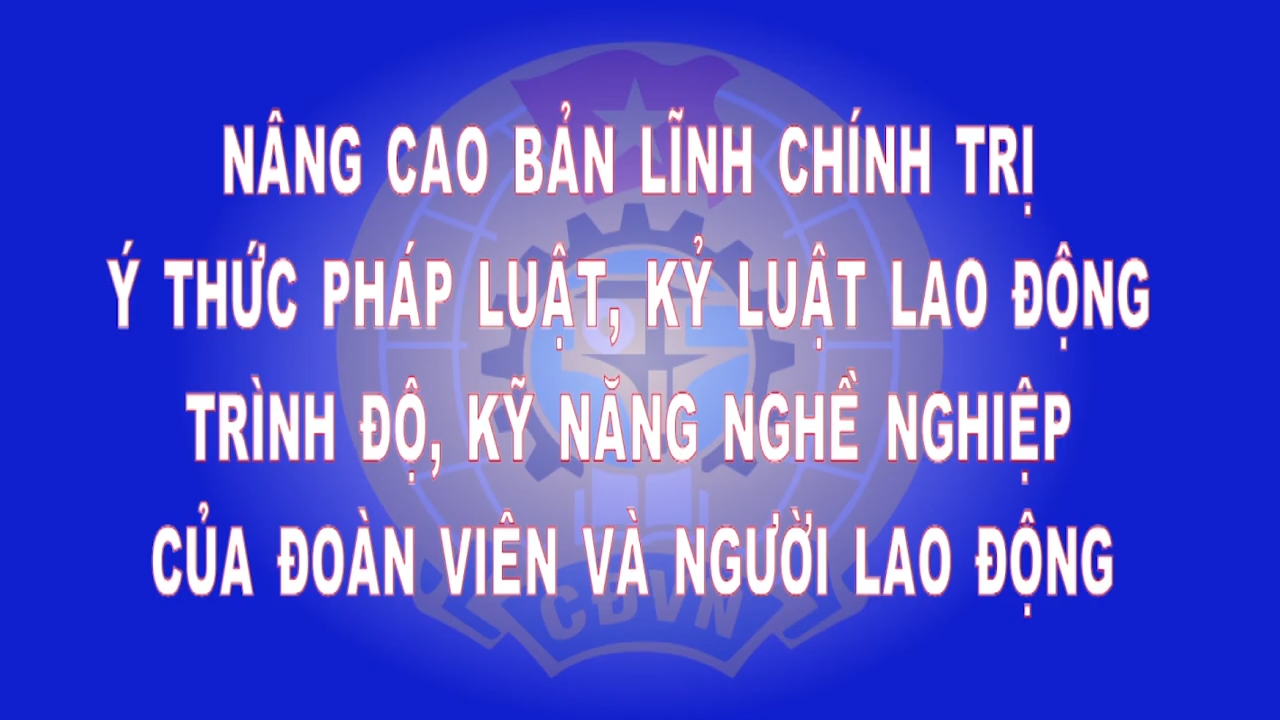 NÂNG CAO BẢN LĨNH CHÍNH TRỊ
Ý THỨC PHÁP LUẬT, KỶ LUẬT LAO ĐỘNG
TRÌNH ĐỘ, KỸ NĂNG NGHỀ NGHIỆP
CỦA ĐOÀN VIÊN VÀ NGƯỜI LAO ĐỘNG
CĐVN